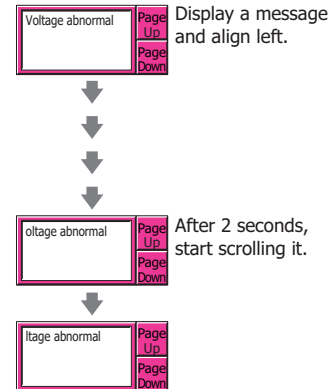 Voltage abnormal
Page
Up
Page
Down
Display a message
and align left.
oltage abnormal
Page
Up
Page
Down
After 2 seconds,
start scrolling it.
ltage abnormal
Page
Up
Page
Down